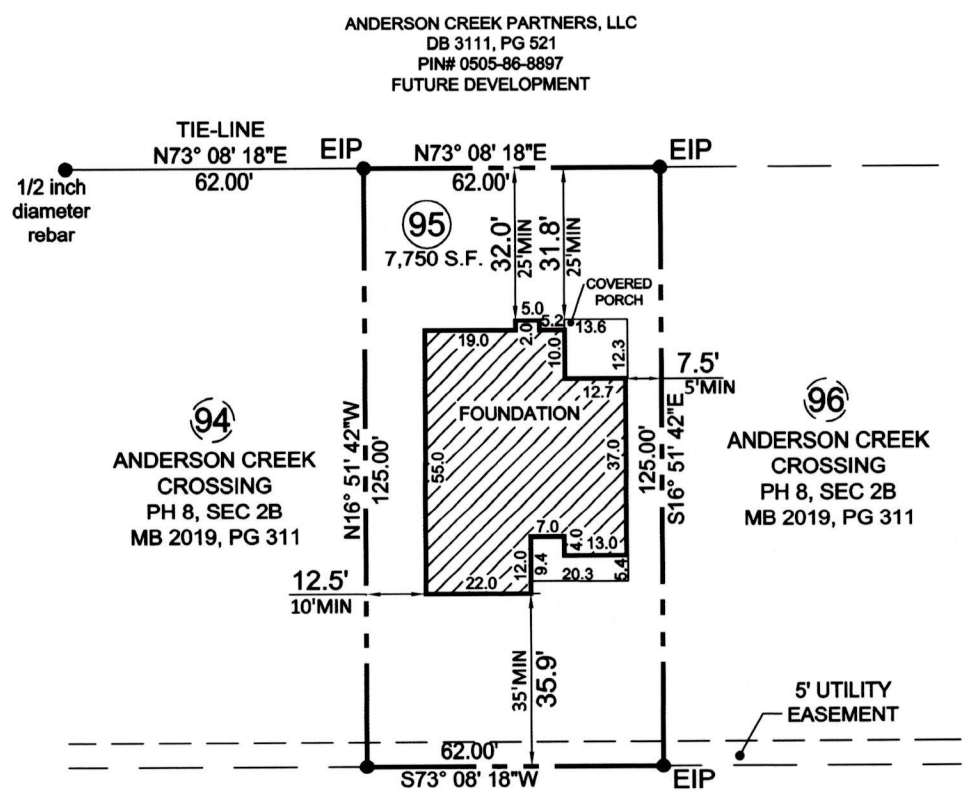 ANDERSON CREEK PARTNERS, LLC
DB 3111, PG 521
PIN# 0505-86-8897
FUTURE DEVELOPMENT
TIE-LINE
N73° 08' 18"E
62.00'
EIP
N73° 08' 18"E
62.00'
EIP
1/2 inch
diameter
rebar
95
7,750 S.F.
32.0'
25'MIN
31.8'
25'MIN
COVERED
PORCH
5.0
5.2
13.6
19.0
2.0
10.0
12.3
7.5'
5'MIN
12.7
FOUNDATION
94
ANDERSON CREEK
CROSSING
PH 8, SEC 2B
MB 2019, PG 311
N16° 51' 42"W
125.00'
55.0
37.0
125.00'
S16° 51' 42"E
96
ANDERSON CREEK
CROSSING
PH 8, SEC 2B
MB 2019, PG 311
7.0
4.0
13.0
12.0
9.4
20.3
5.4
22.0
12.5'
10'MIN
35'MIN
35.9'
5' UTILITY
EASEMENT
62.00'
S73° 08' 18"W
EIP